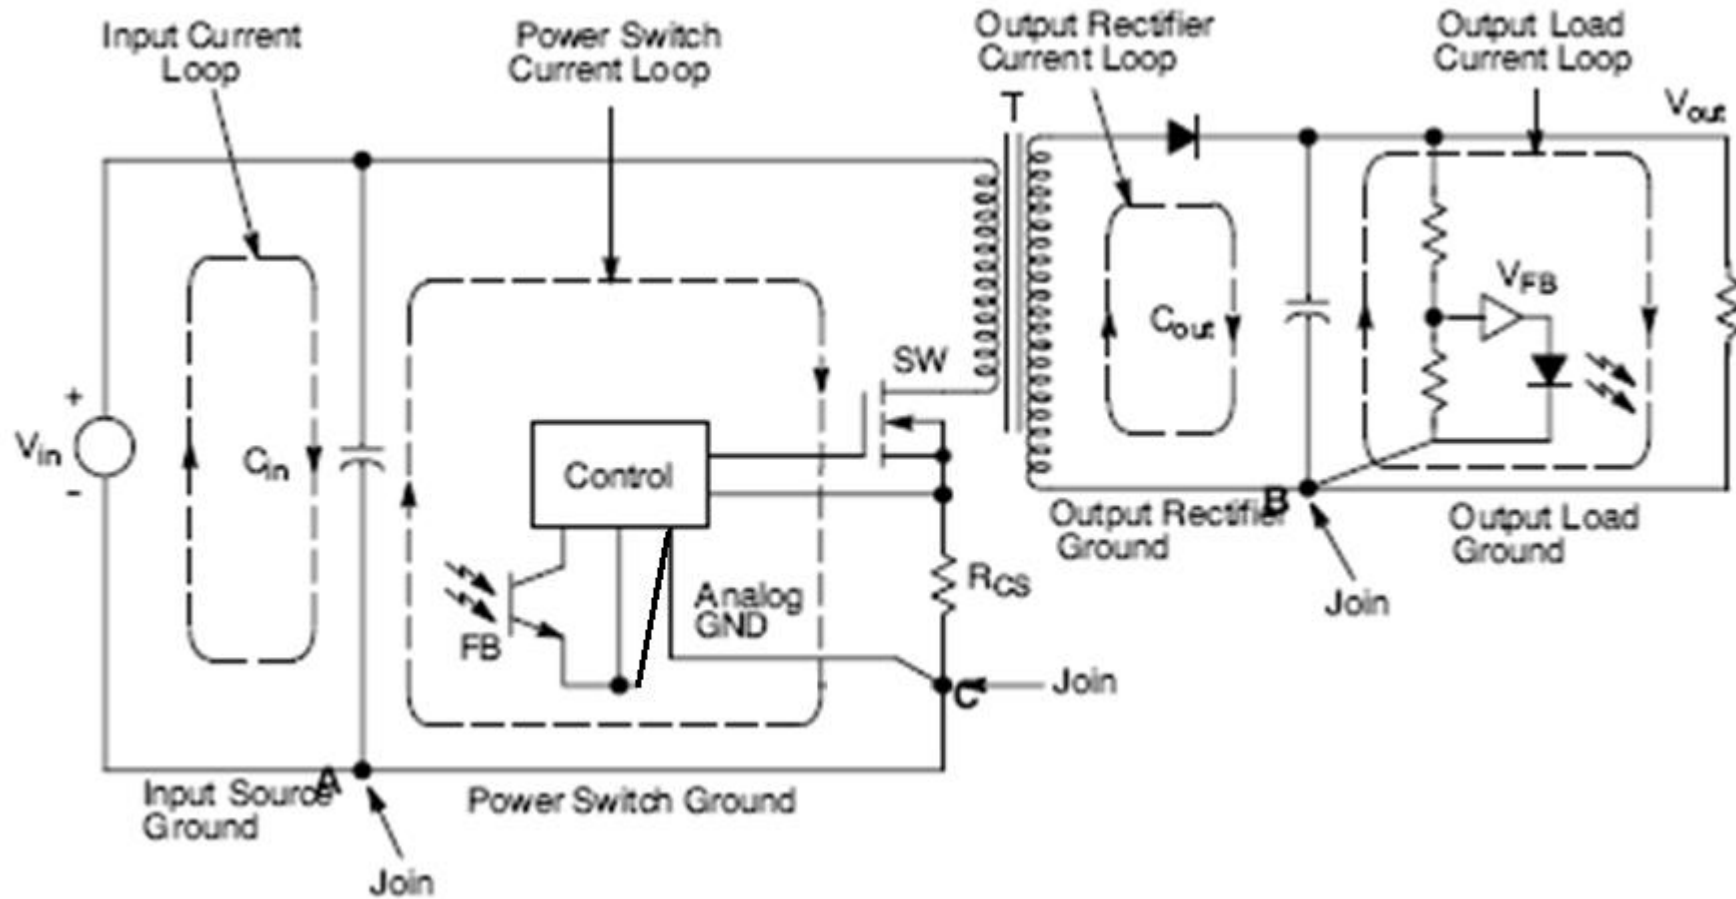 Input Current
Loop
Power Switch
Current Loop
Output Rectifier
Current Loop
Output Load
Current Loop
T
Vout
+
Vin
-
Cin
Control
SW
Cout
VFB
RCS
FB
Analog
GND
C
Join
Output Rectifier
Ground
B
Output Load
Ground
Join
A
Input Source
Ground
Power Switch Ground
Join